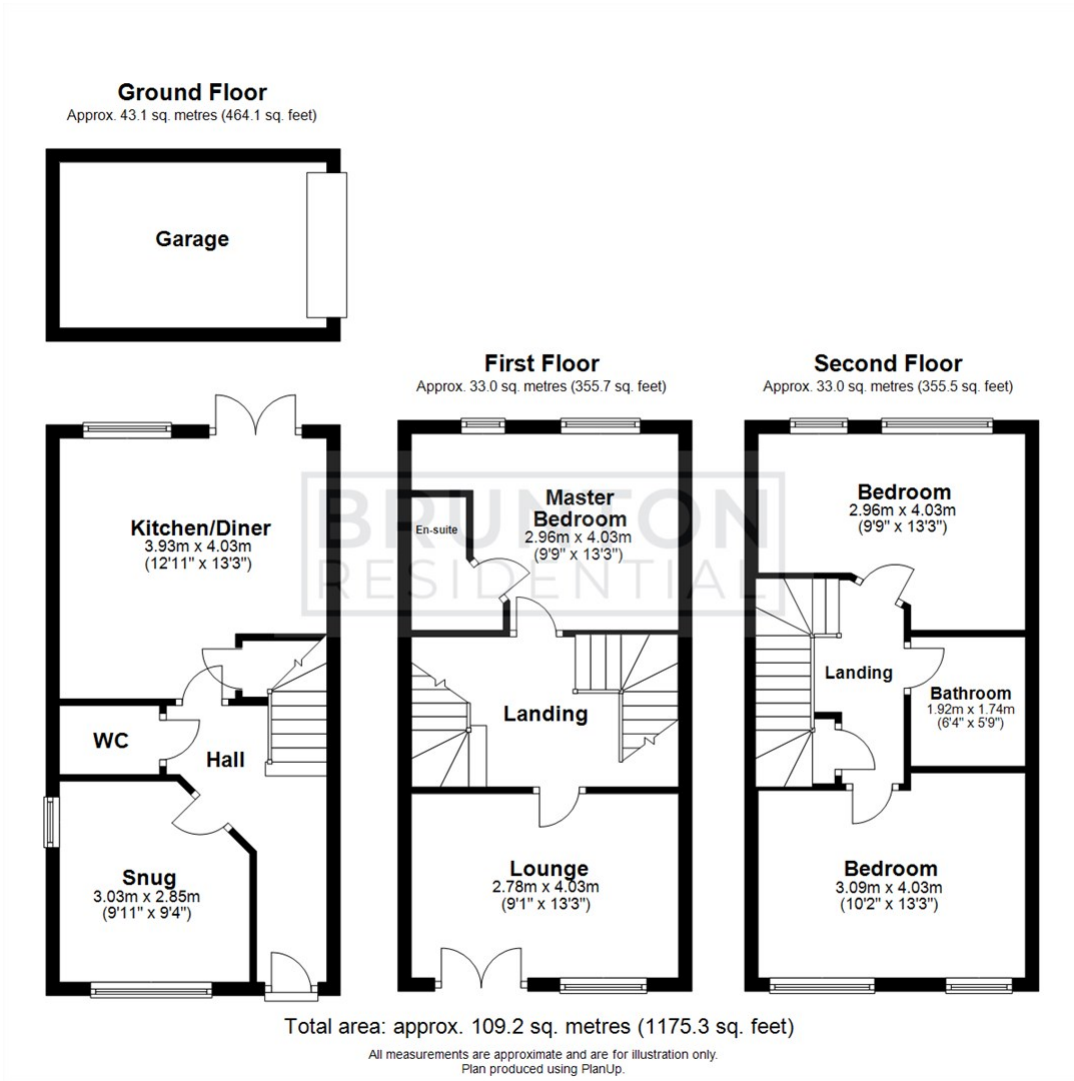 Ground Floor
Approx. 43.1 sq. metres (464.1 sq. feet)
Garage
Kitchen/Diner
3.93m x 4.03m
(12'11" x 13'3")
WC
Hall
Snug
3.03m x 2.85m
(9'11" x 9'4")
First Floor
Approx. 33.0 sq. metres (355.7 sq. feet)
En-suite
Master
Bedroom
2.96m x 4.03m
(9'9" x 13'3")
Landing
Lounge
2.78m x 4.03m
(9'1" x 13'3")
Second Floor
Approx. 33.0 sq. metres (355.5 sq. feet)
Bedroom
2.96m x 4.03m
(9'9" x 13'3")
Landing
Bathroom
1.92m x 1.74m
(6'4" x 5'9")
Bedroom
3.09m x 4.03m
(10'2" x 13'3")
BRUNTON
RESIDENTIAL
Total area: approx. 109.2 sq. metres (1175.3 sq. feet)
All measurements are approximate and are for illustration only.
Plan produced using PlanUp.